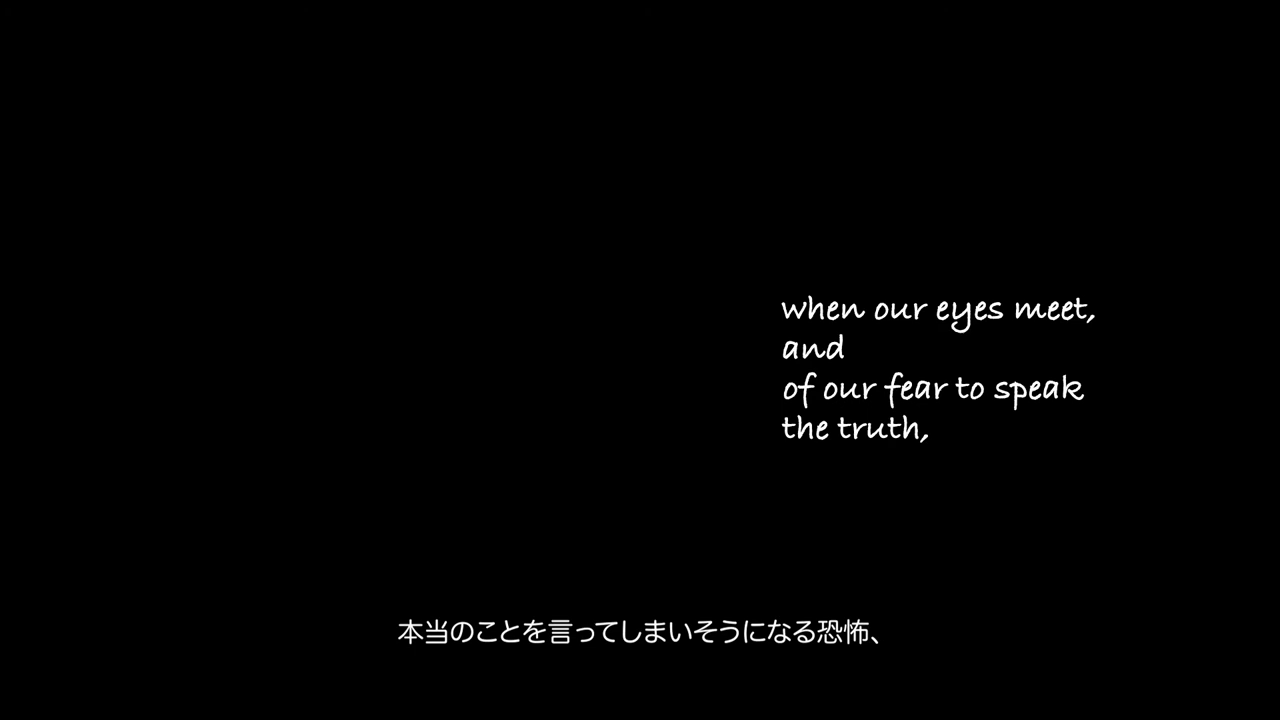 when our eyes meet,
and
of our fear to speak
the truth,
本当のことを言ってしまいそうになる恐怖、